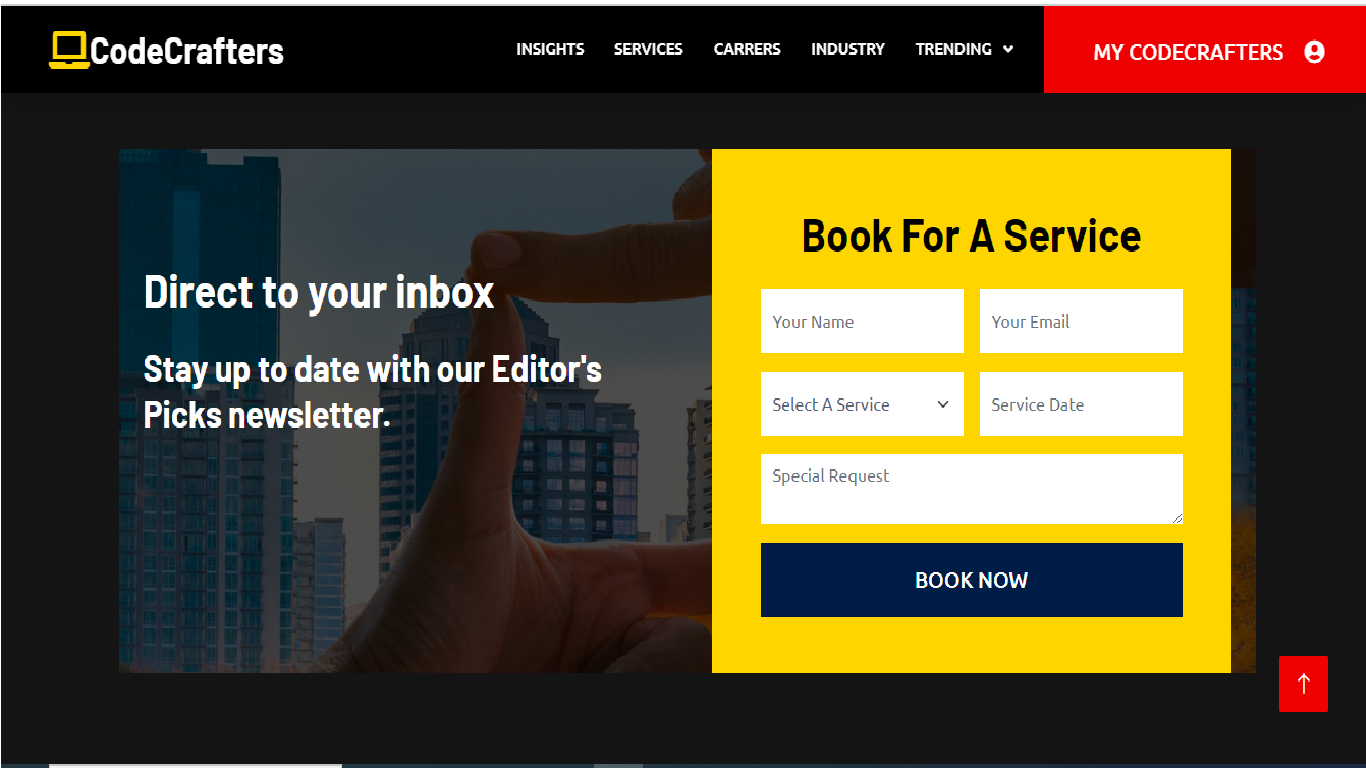 CodeCrafters
INSIGHTS
SERVICES
CARRERS
INDUSTRY
TRENDING
MY CODECRAFTERS
Direct to your inbox
Stay up to date with our Editor's
Picks newsletter.
Book For A Service
Your Name
Your Email
Select A Service
Service Date
Special Request
BOOK NOW